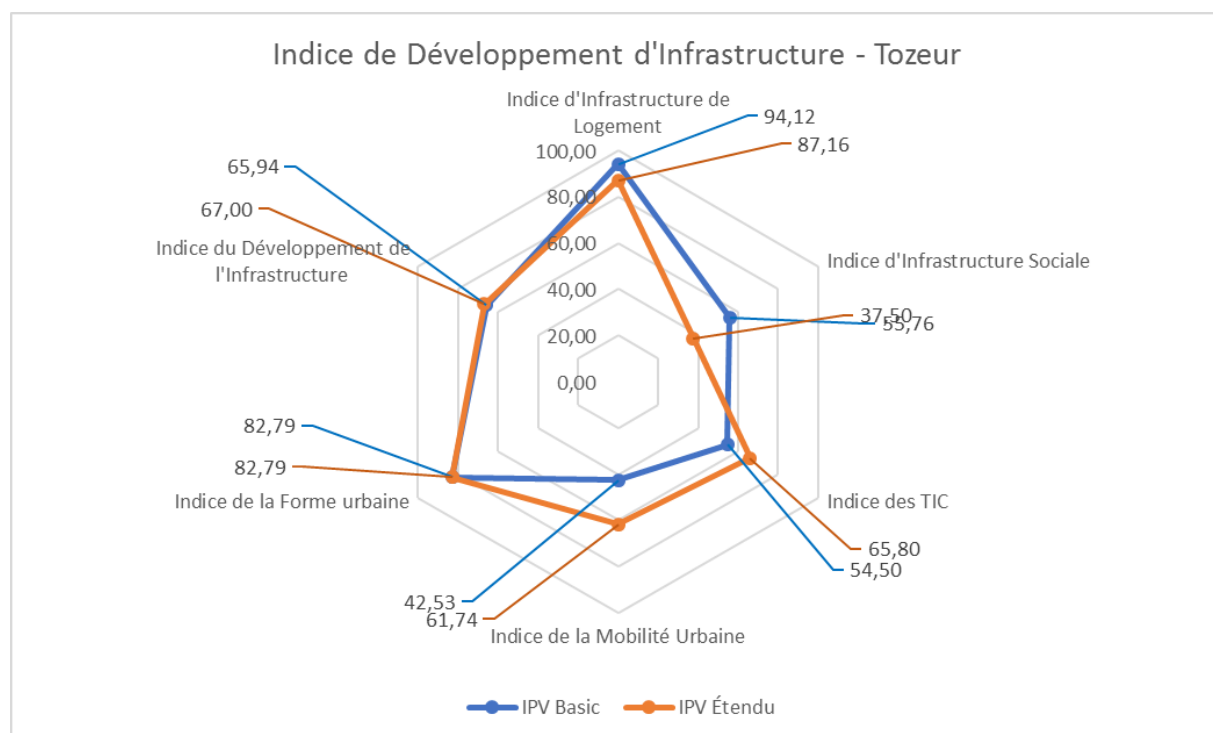 Indice de Développement d'Infrastructure - Tozeur
Indice d'Infrastructure de
Logement
94,12
87,16
65,94
67,00
100,00
80,00
60,00
40,00
20,00
0,00
Indice du Développement de
l'Infrastructure
Indice d'Infrastructure Sociale
37,50
55,76
82,79
82,79
Indice de la Forme urbaine
Indice des TIC
65,80
54,50
42,53
61,74
Indice de la Mobilité Urbaine
IPV Basic
IPV Étendu